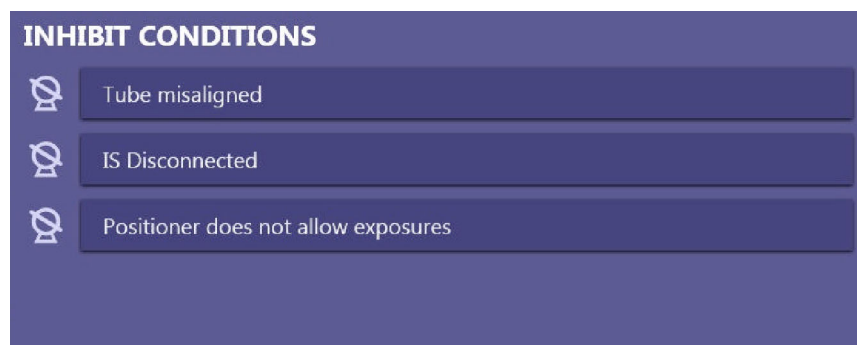 INHIBIT CONDITIONS
Tube misaligned
IS Disconnected
Positioner does not allow exposures